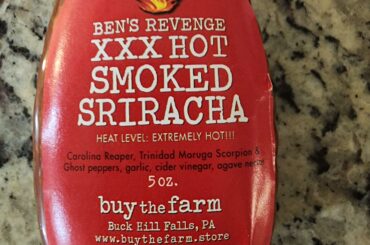 BEN'S REVENGE
XXX HOT
SMOKED
SRIRACHA
HEAT LEVEL: EXTREMELY HOT!!!
Carolina Reaper, Trinidad Maruga Scorpion &
Ghost peppers, garlic, cider vinegar, agave
5 oz.
buy the farm
Buck Hill Falls, PA
www.buythefarm.store